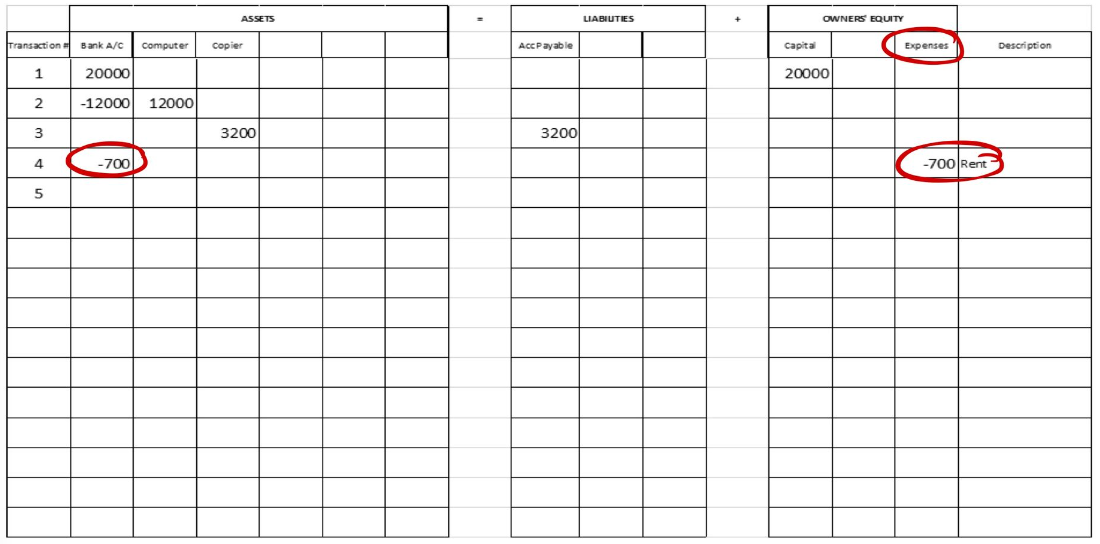 ASSETS = LIABILITIES + OWNERS' EQUITY
Transaction # Bank A/C Computer Copier Acc Payable Capital Expenses Description
1 20000 20000
2 -12000 12000
3 3200 3200
4 -700 -700 Rent
5